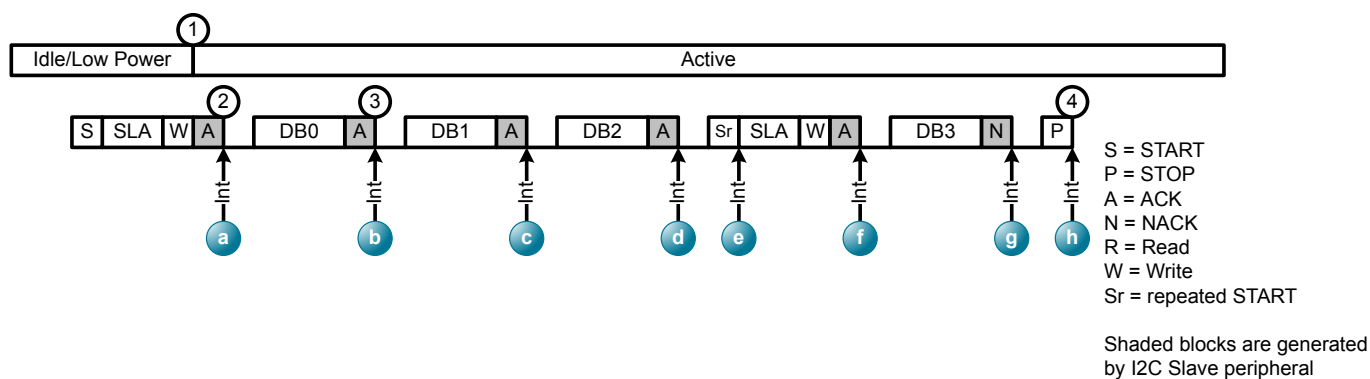 1
Idle/Low Power Active
2 3 4
S SLA W A DB0 A DB1 A DB2 A Sr SLA W A DB3 N P
Int Int Int Int Int Int Int Int
a b c d e f g h
S = START
P = STOP
A = ACK
N = NACK
R = Read
W = Write
Sr = repeated START
Shaded blocks are generated
by I2C Slave peripheral